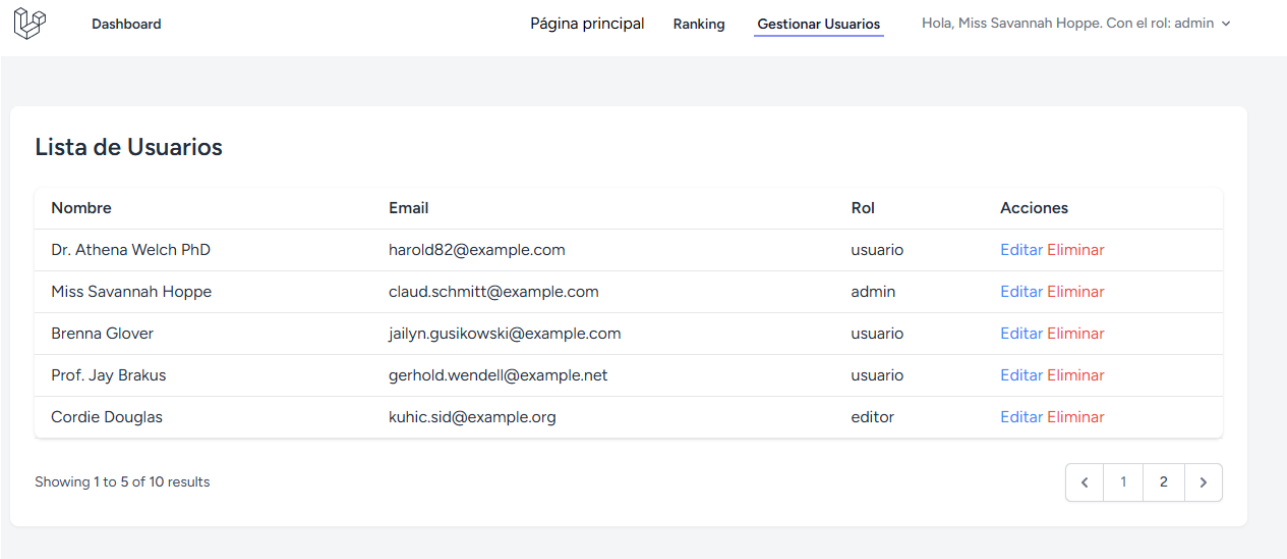 Dashboard Página principal Ranking Gestionar Usuarios Hola, Miss Savannah Hoppe. Con el rol: admin
Lista de Usuarios
Nombre Email Rol Acciones
Dr. Athena Welch PhD harold82@example.com usuario Editar Eliminar
Miss Savannah Hoppe claud.schmitt@example.com admin Editar Eliminar
Brenna Glover jailyn.gusikowski@example.com usuario Editar Eliminar
Prof. Jay Brakus gerhold.wendell@example.net usuario Editar Eliminar
Cordie Douglas kuhic.sid@example.org editor Editar Eliminar
Showing 1 to 5 of 10 results 1 2